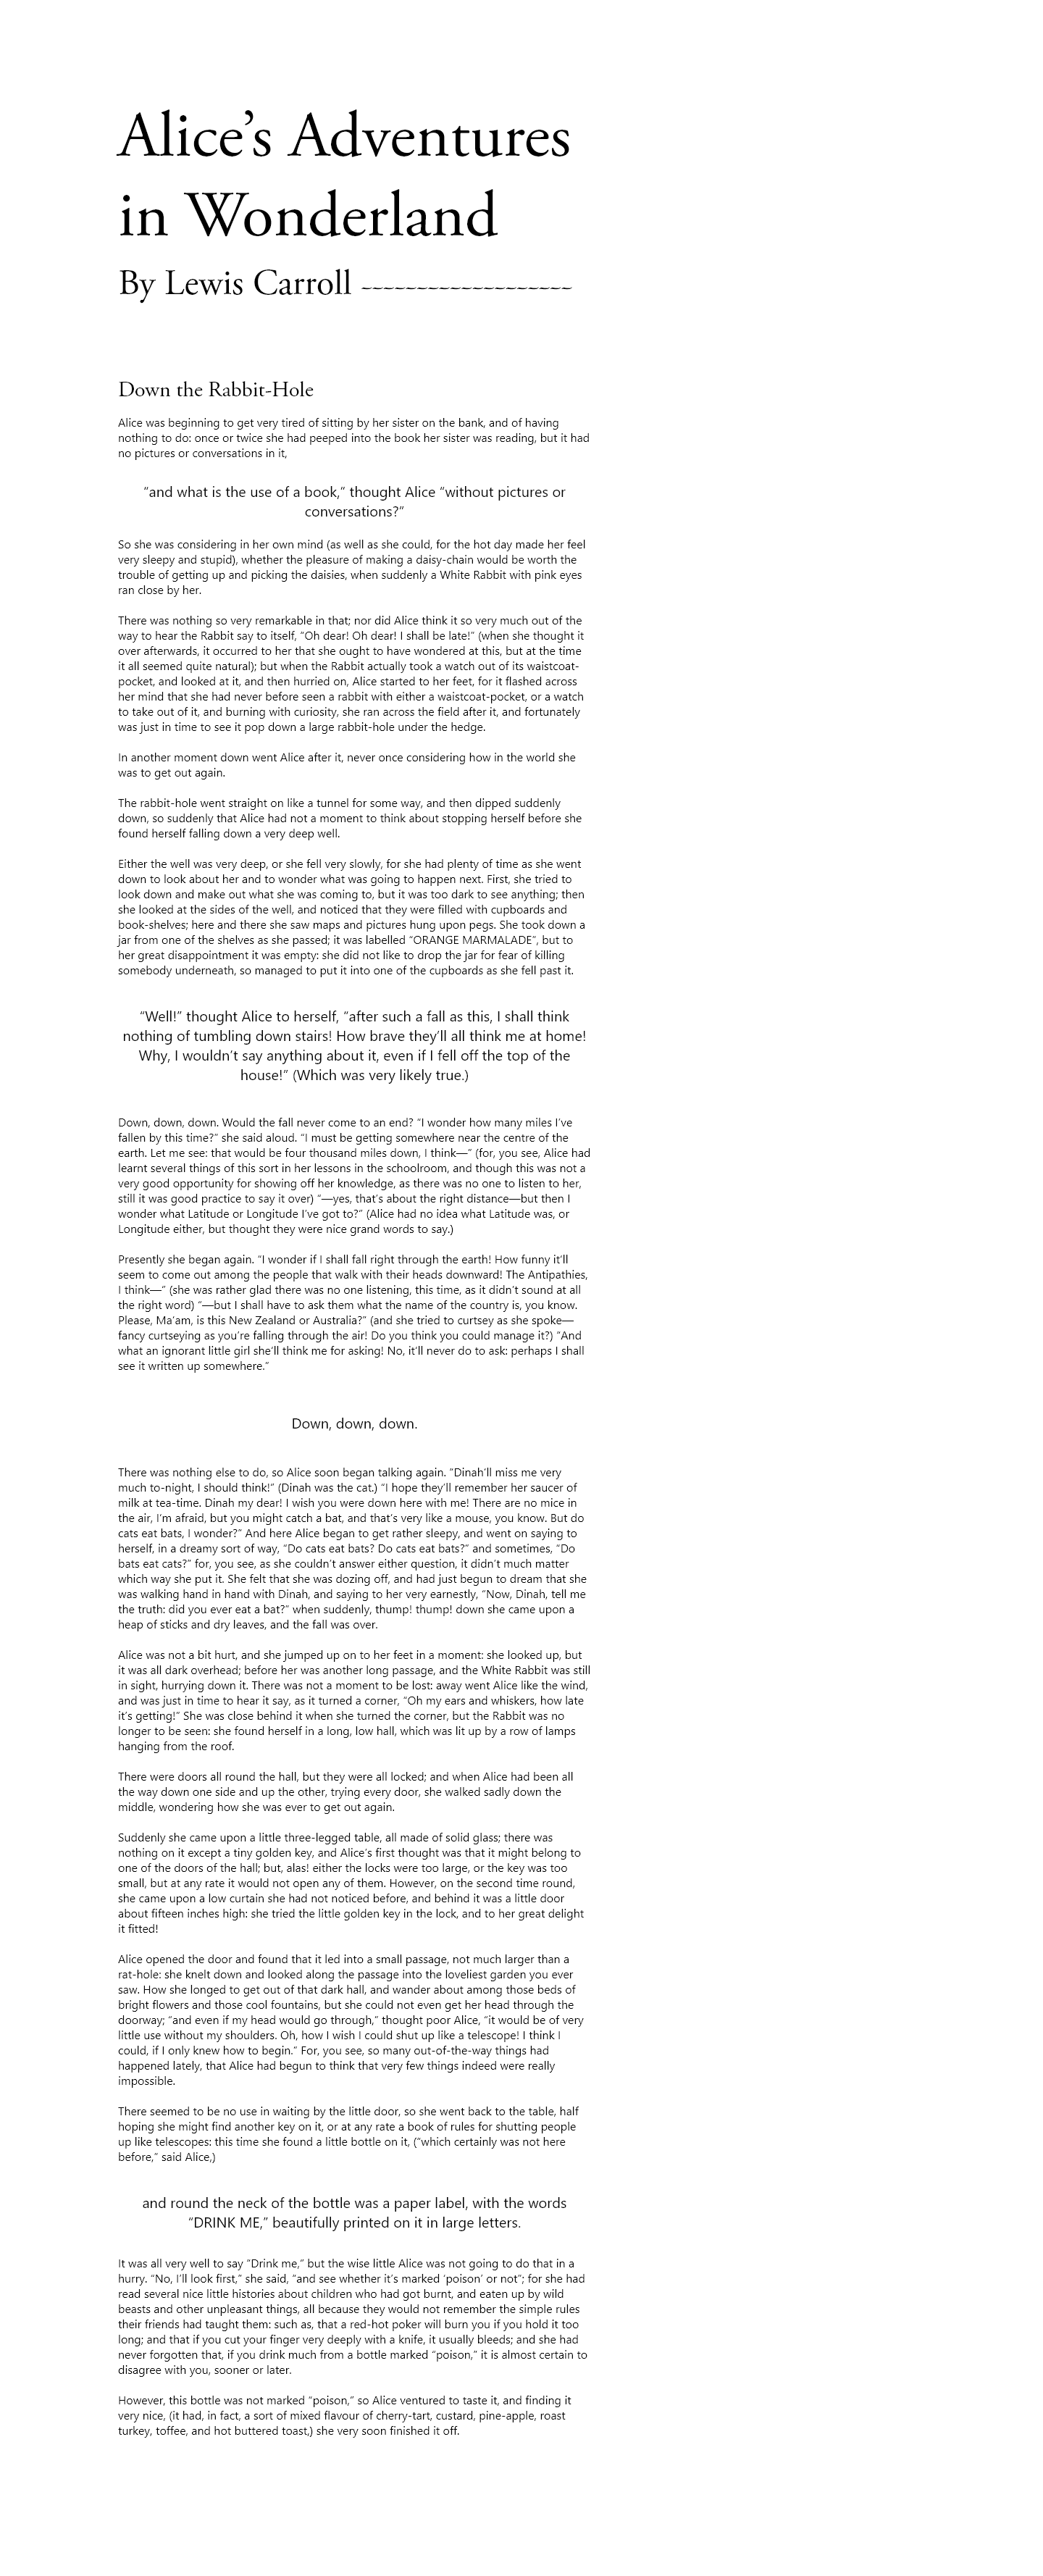 Alice’s Adventures
in Wonderland
By Lewis Carroll -------------------
Down the Rabbit-Hole
Alice was beginning to get very tired of sitting by her sister on the bank, and of having
nothing to do: once or twice she had peeped into the book her sister was reading, but it had
no pictures or conversations in it,
“and what is the use of a book,” thought Alice “without pictures or
conversations?”
So she was considering in her own mind (as well as she could, for the hot day made her feel
very sleepy and stupid), whether the pleasure of making a daisy-chain would be worth the
trouble of getting up and picking the daisies, when suddenly a White Rabbit with pink eyes
ran close by her.
There was nothing so very remarkable in that; nor did Alice think it so very much out of the
way to hear the Rabbit say to itself, “Oh dear! Oh dear! I shall be late!” (when she thought it
over afterwards, it occurred to her that she ought to have wondered at this, but at the time
it all seemed quite natural); but when the Rabbit actually took a watch out of its waistcoat-
pocket, and looked at it, and then hurried on, Alice started to her feet, for it flashed across
her mind that she had never before seen a rabbit with either a waistcoat-pocket, or a watch
to take out of it, and burning with curiosity, she ran across the field after it, and fortunately
was just in time to see it pop down a large rabbit-hole under the hedge.
In another moment down went Alice after it, never once considering how in the world she
was to get out again.
The rabbit-hole went straight on like a tunnel for some way, and then dipped suddenly
down, so suddenly that Alice had not a moment to think about stopping herself before she
found herself falling down a very deep well.
Either the well was very deep, or she fell very slowly, for she had plenty of time as she went
down to look about her and to wonder what was going to happen next. First, she tried to
look down and make out what she was coming to, but it was too dark to see anything; then
she looked at the sides of the well, and noticed that they were filled with cupboards and
book-shelves; here and there she saw maps and pictures hung upon pegs. She took down a
jar from one of the shelves as she passed; it was labelled “ORANGE MARMALADE”, but to
her great disappointment it was empty: she did not like to drop the jar for fear of killing
somebody underneath, so managed to put it into one of the cupboards as she fell past it.
“Well!” thought Alice to herself, “after such a fall as this, I shall think
nothing of tumbling down stairs! How brave they’ll all think me at home!
Why, I wouldn’t say anything about it, even if I fell off the top of the
house!” (Which was very likely true.)
Down, down, down. Would the fall never come to an end? “I wonder how many miles I’ve
fallen by this time?” she said aloud. “I must be getting somewhere near the centre of the
earth. Let me see: that would be four thousand miles down, I think—” (for, you see, Alice had
learnt several things of this sort in her lessons in the schoolroom, and though this was not a
very good opportunity for showing off her knowledge, as there was no one to listen to her,
still it was good practice to say it over) “—yes, that’s about the right distance—but then I
wonder what Latitude or Longitude I’ve got to?” (Alice had no idea what Latitude was, or
Longitude either, but thought they were nice grand words to say.)
Presently she began again. “I wonder if I shall fall right through the earth! How funny it’ll
seem to come out among the people that walk with their heads downward! The Antipathies,
I think—” (she was rather glad there was no one listening, this time, as it didn’t sound at all
the right word) “—but I shall have to ask them what the name of the country is, you know.
Please, Ma’am, is this New Zealand or Australia?” (and she tried to curtsey as she spoke—
fancy curtseying as you’re falling through the air! Do you think you could manage it?) “And
what an ignorant little girl she’ll think me for asking! No, it’ll never do to ask: perhaps I shall
see it written up somewhere.”
Down, down, down.
There was nothing else to do, so Alice soon began talking again. “Dinah’ll miss me very
much to-night, I should think!” (Dinah was the cat.) “I hope they’ll remember her saucer of
milk at tea-time. Dinah my dear! I wish you were down here with me! There are no mice in
the air, I’m afraid, but you might catch a bat, and that’s very like a mouse, you know. But do
cats eat bats, I wonder?” And here Alice began to get rather sleepy, and went on saying to
herself, in a dreamy sort of way, “Do cats eat bats? Do cats eat bats?” and sometimes, “Do
bats eat cats?” for, you see, as she couldn’t answer either question, it didn’t much matter
which way she put it. She felt that she was dozing off, and had just begun to dream that she
was walking hand in hand with Dinah, and saying to her very earnestly, “Now, Dinah, tell me
the truth: did you ever eat a bat?” when suddenly, thump! thump! down she came upon a
heap of sticks and dry leaves, and the fall was over.
Alice was not a bit hurt, and she jumped up on to her feet in a moment: she looked up, but
it was all dark overhead; before her was another long passage, and the White Rabbit was still
in sight, hurrying down it. There was not a moment to be lost: away went Alice like the wind,
and was just in time to hear it say, as it turned a corner, “Oh my ears and whiskers, how late
it’s getting!” She was close behind it when she turned the corner, but the Rabbit was no
longer to be seen: she found herself in a long, low hall, which was lit up by a row of lamps
hanging from the roof.
There were doors all round the hall, but they were all locked; and when Alice had been all
the way down one side and up the other, trying every door, she walked sadly down the
middle, wondering how she was ever to get out again.
Suddenly she came upon a little three-legged table, all made of solid glass; there was
nothing on it except a tiny golden key, and Alice’s first thought was that it might belong to
one of the doors of the hall; but, alas! either the locks were too large, or the key was too
small, but at any rate it would not open any of them. However, on the second time round,
she came upon a low curtain she had not noticed before, and behind it was a little door
about fifteen inches high: she tried the little golden key in the lock, and to her great delight
it fitted!
Alice opened the door and found that it led into a small passage, not much larger than a
rat-hole: she knelt down and looked along the passage into the loveliest garden you ever
saw. How she longed to get out of that dark hall, and wander about among those beds of
bright flowers and those cool fountains, but she could not even get her head through the
doorway; “and even if my head would go through,” thought poor Alice, “it would be of very
little use without my shoulders. Oh, how I wish I could shut up like a telescope! I think I
could, if I only knew how to begin.” For, you see, so many out-of-the-way things had
happened lately, that Alice had begun to think that very few things indeed were really
impossible.
There seemed to be no use in waiting by the little door, so she went back to the table, half
hoping she might find another key on it, or at any rate a book of rules for shutting people
up like telescopes: this time she found a little bottle on it, (“which certainly was not here
before,” said Alice,)
and round the neck of the bottle was a paper label, with the words
“DRINK ME,” beautifully printed on it in large letters.
It was all very well to say “Drink me,” but the wise little Alice was not going to do that in a
hurry. “No, I’ll look first,” she said, “and see whether it’s marked ‘poison’ or not”; for she had
read several nice little histories about children who had got burnt, and eaten up by wild
beasts and other unpleasant things, all because they would not remember the simple rules
their friends had taught them: such as, that a red-hot poker will burn you if you hold it too
long; and that if you cut your finger very deeply with a knife, it usually bleeds; and she had
never forgotten that, if you drink much from a bottle marked “poison,” it is almost certain to
disagree with you, sooner or later.
However, this bottle was not marked “poison,” so Alice ventured to taste it, and finding it
very nice, (it had, in fact, a sort of mixed flavour of cherry-tart, custard, pine-apple, roast
turkey, toffee, and hot buttered toast,) she very soon finished it off.